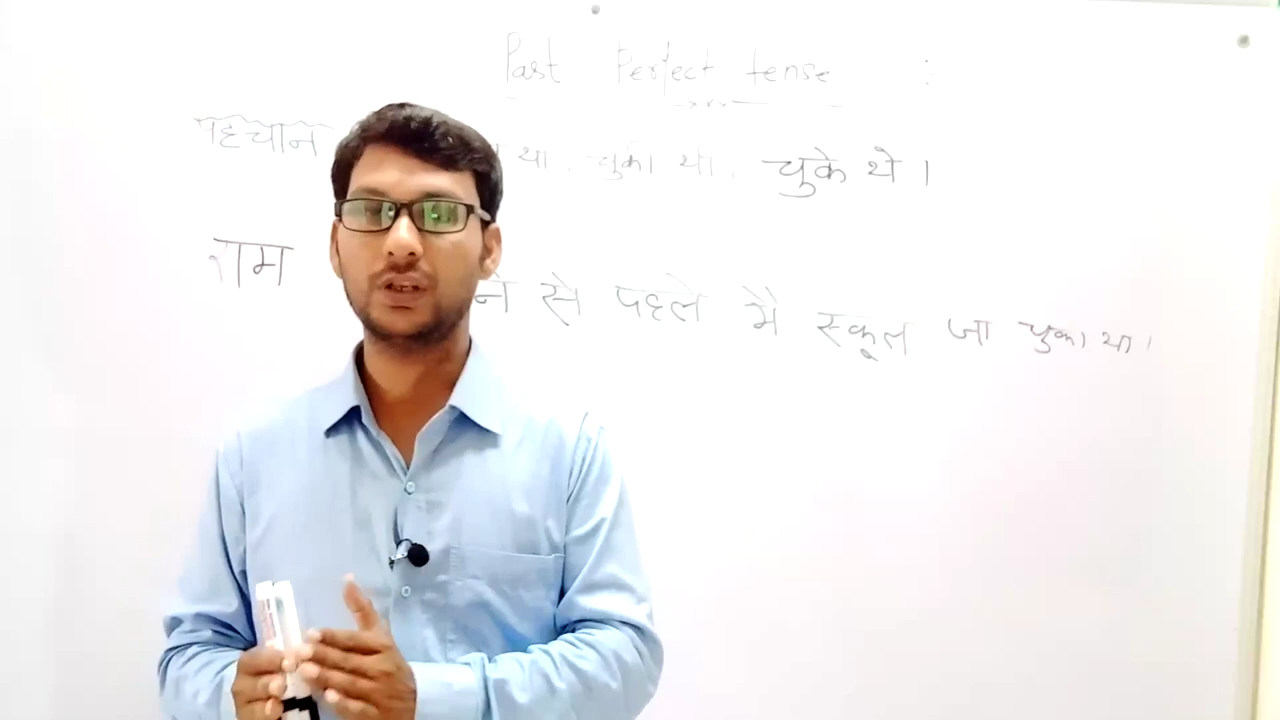 Past Perfect tense :
पहचान था. चुका था. चुके थे।
राम ने से पहले मै स्कूल जा चुका था।